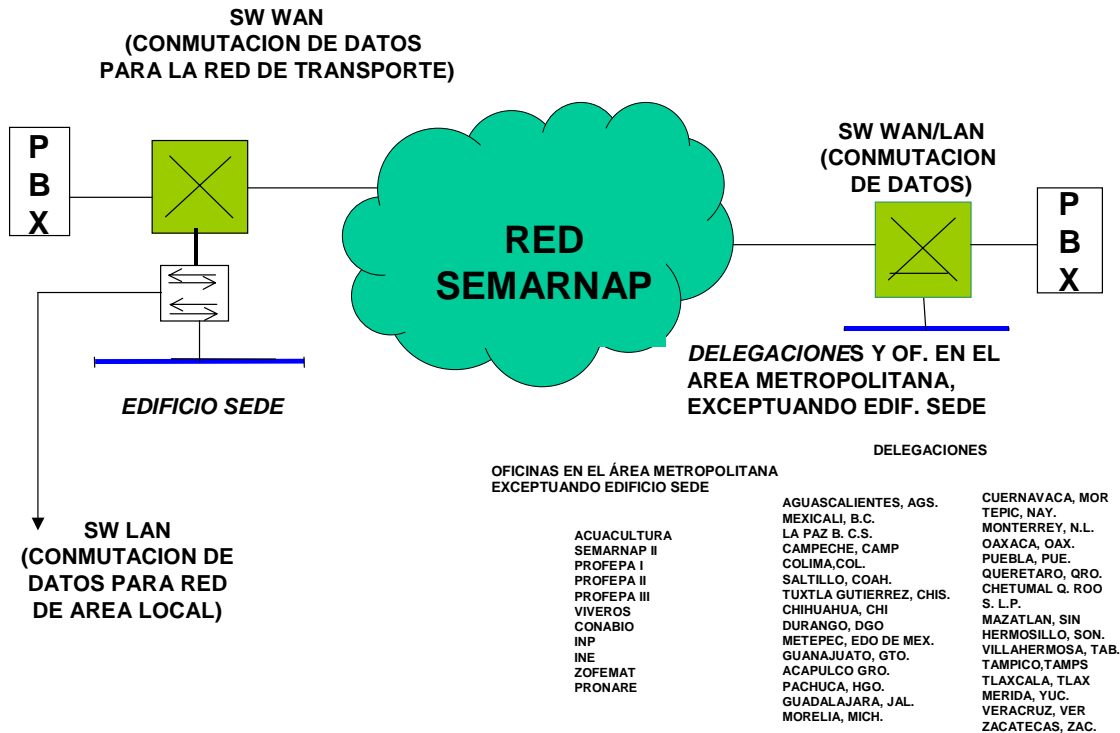 SW WAN
(CONMUTACION DE DATOS
PARA LA RED DE TRANSPORTE)
P
B
X
RED
SEMARNAP
SW WAN/LAN
(CONMUTACION
DE DATOS)
P
B
X
EDIFICIO SEDE
DELEGACIONES Y OF. EN EL
AREA METROPOLITANA,
EXCEPTUANDO EDIF. SEDE
SW LAN
(CONMUTACION DE
DATOS PARA RED
DE AREA LOCAL)
OFICINAS EN EL ÁREA METROPOLITANA
EXCEPTUANDO EDIFICIO SEDE
ACUACULTURA
SEMARNAP II
PROFEPA I
PROFEPA II
PROFEPA III
VIVEROS
CONABIO
INP
INE
ZOFEMAT
PRONARE
DELEGACIONES
AGUASCALIENTES, AGS.
MEXICALI, B.C.
LA PAZ B. C.S.
CAMPECHE, CAMP
COLIMA,COL.
SALTILLO, COAH.
TUXTLA GUTIERREZ, CHIS.
CHIHUAHUA, CHI
DURANGO, DGO
METEPEC, EDO DE MEX.
GUANAJUATO, GTO.
ACAPULCO GRO.
PACHUCA, HGO.
GUADALAJARA, JAL.
MORELIA, MICH.
CUERNAVACA, MOR
TEPIC, NAY.
MONTERREY, N.L.
OAXACA, OAX.
PUEBLA, PUE.
QUERETARO, QRO.
CHETUMAL Q. ROO
S. L.P.
MAZATLAN, SIN
HERMOSILLO, SON.
VILLAHERMOSA, TAB.
TAMPICO,TAMPS
TLAXCALA, TLAX
MERIDA, YUC.
VERACRUZ, VER
ZACATECAS, ZAC.